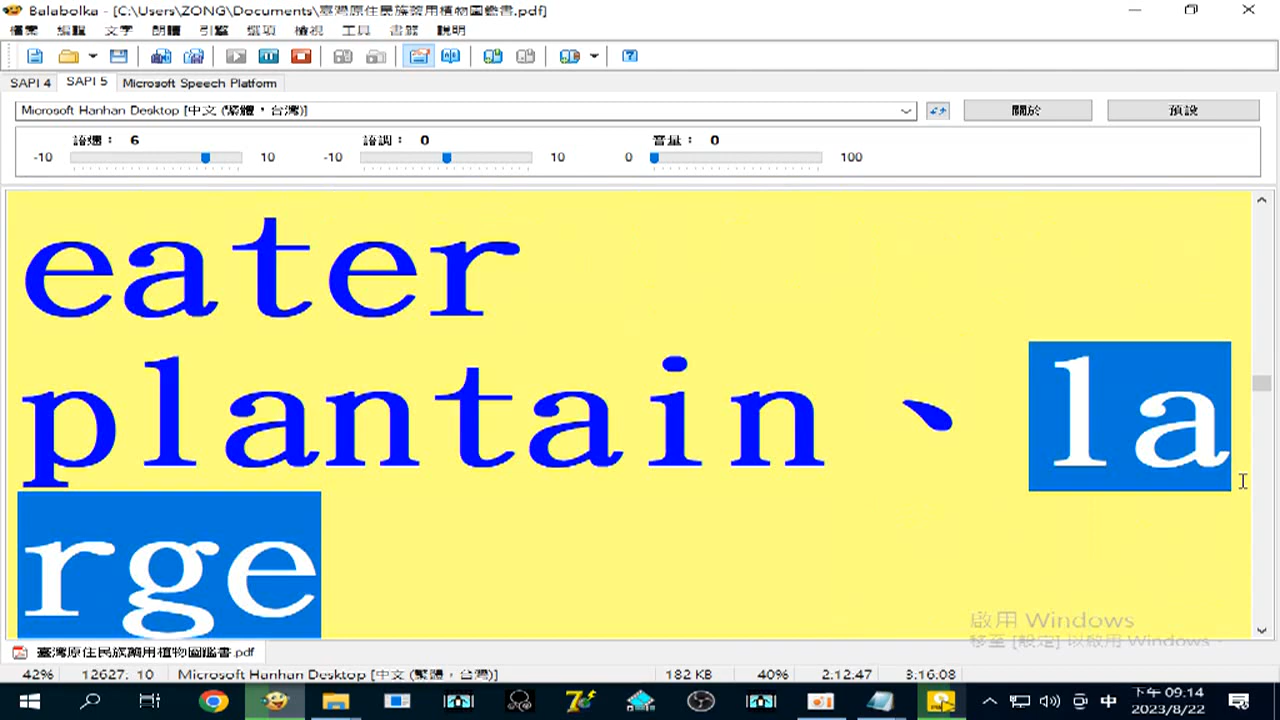 Balabolka - [C:\Users\ZONG\Documents\臺灣原住民族藥用植物圖鑑書.pdf]
檔案 編輯 文字 朗讀 引擎 選項 檢視 工具 書籤 說明
SAPI 4 SAPI 5 Microsoft Speech Platform
Microsoft Hanhan Desktop [中文 (繁體，台灣)] 關於 預設
語速： 6 語調： 0 音量： 0
-10 10 -10 10 0 100
eater
plantain、la
rge
啟用 Windows
移至 [設定] 以啟用 Windows。
臺灣原住民族藥用植物圖鑑書.pdf
42% 12627: 10 Microsoft Hanhan Desktop [中文 (繁體，台灣)] 182 KB 40% 2:12.47 3:16.08
中 下午 09:14
2023/8/22